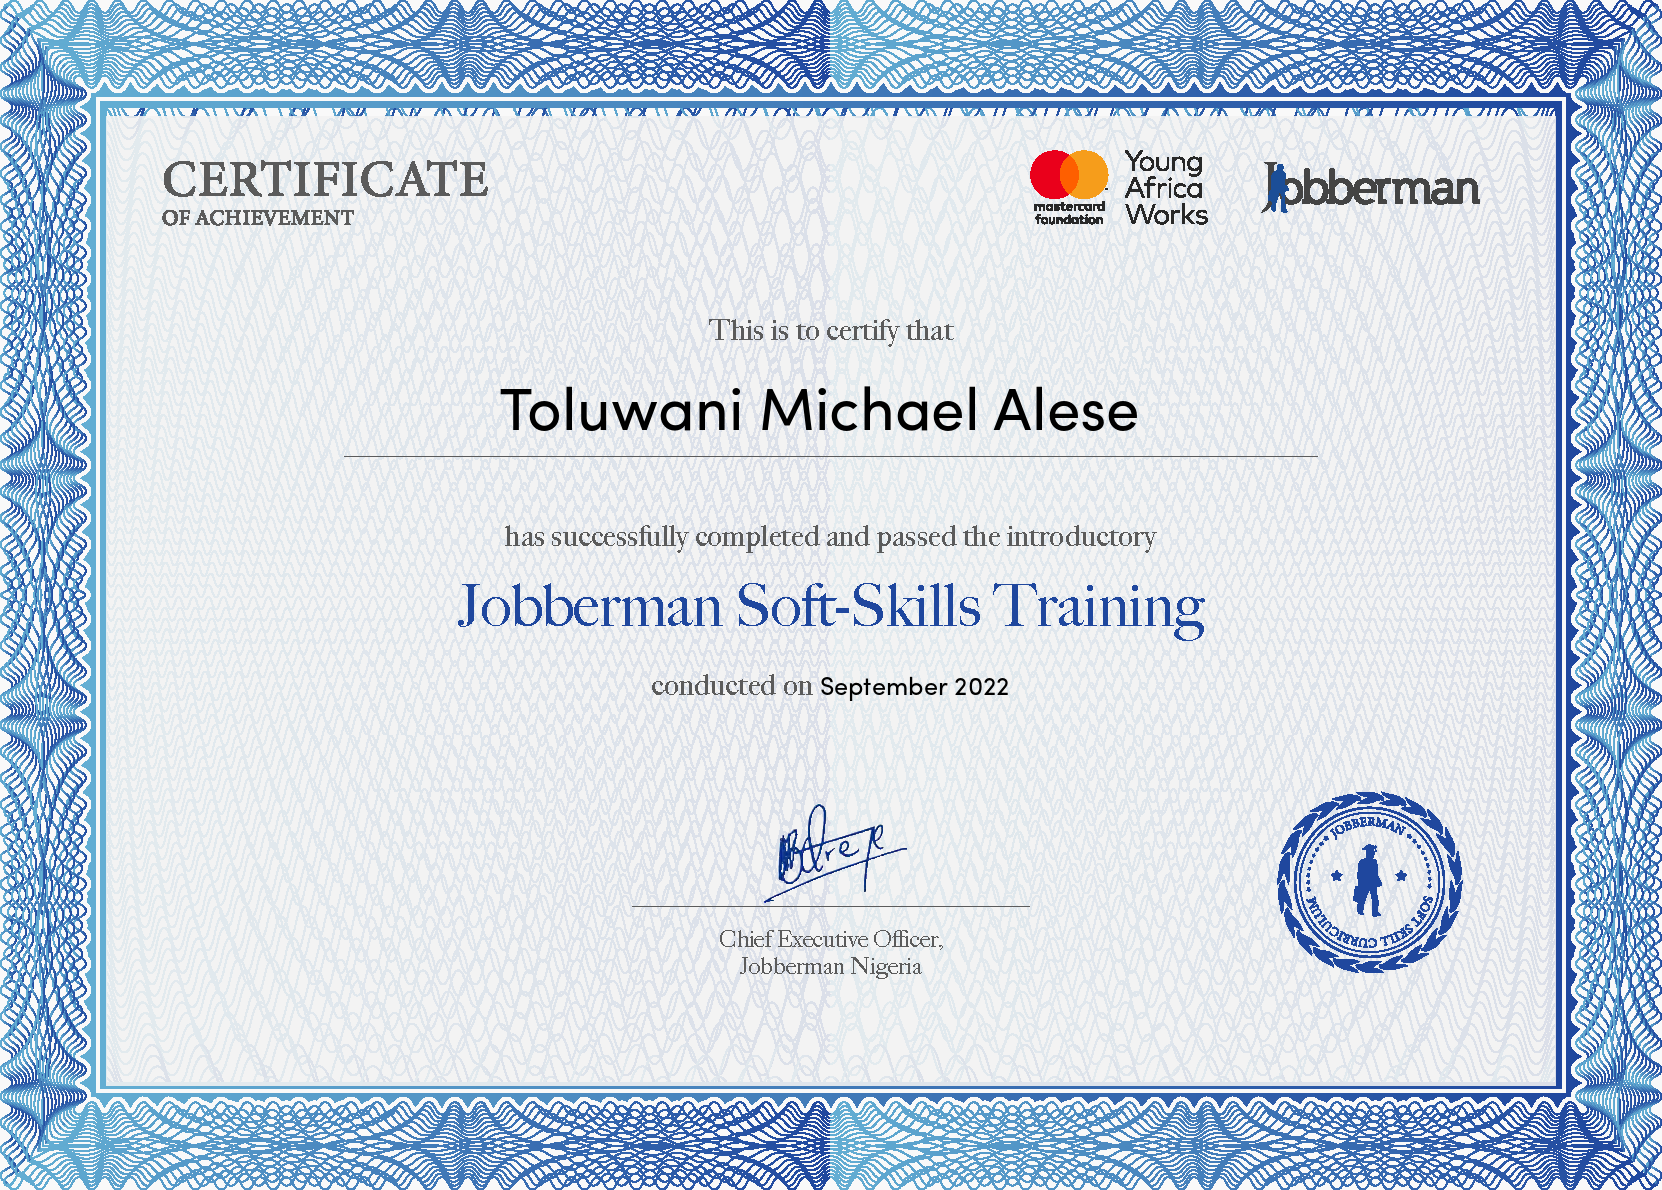 CERTIFICATE
OF ACHIEVEMENT
mastercard
foundation
Young
Africa
Works
Jobberman
This is to certify that
Toluwani Michael Alese
has successfully completed and passed the introductory
Jobberman Soft-Skills Training
conducted on September 2022
Chief Executive Officer,
Jobberman Nigeria
JOBBERMAN
SOFT SKILL CURRICULUM